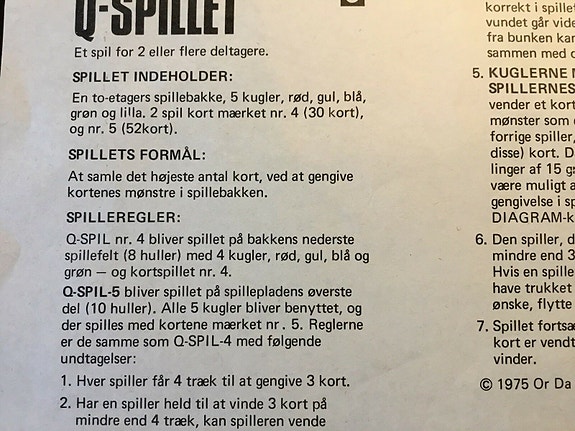 Q-SPILLET
Et spil for 2 eller flere deltagere.
SPILLET INDEHOLDER:
En to-etagers spillebakke, 5 kugler, rød, gul, blå,
grøn og lilla. 2 spil kort mærket nr. 4 (30 kort),
og nr. 5 (52kort).
SPILLETS FORMÅL:
At samle det højeste antal kort, ved at gengive
kortenes mønstre i spillebakken.
SPILLEREGLER:
Q-SPIL nr. 4 bliver spillet på bakkens nederste
spillefelt (8 huller) med 4 kugler, rød, gul, blå og
grøn — og kortspillet nr. 4.
Q-SPIL-5 bliver spillet på spillepladens øverste
del (10 huller). Alle 5 kugler bliver benyttet, og
der spilles med kortene mærket nr. 5. Reglerne
er de samme som Q-SPIL-4 med følgende
undtagelser:
1. Hver spiller får 4 træk til at gengive 3 kort.
2. Har en spiller held til at vinde 3 kort på
mindre end 4 træk, kan spilleren vende
korrekt i spillet
vundet går vide
fra bunken kan
sammen med d
5. KUGLERNE M
SPILLERNES
vender et kort
mønster som
forrige spiller,
disse) kort. D
linger af 15 gr
være muligt a
gengivelse i sp
DIAGRAM-k
6. Den spiller, d
mindre end 3
Hvis en spille
have trukket
ønske, flytte
7. Spillet fortsæ
kort er vendt
vinder.
© 1975 Or Da